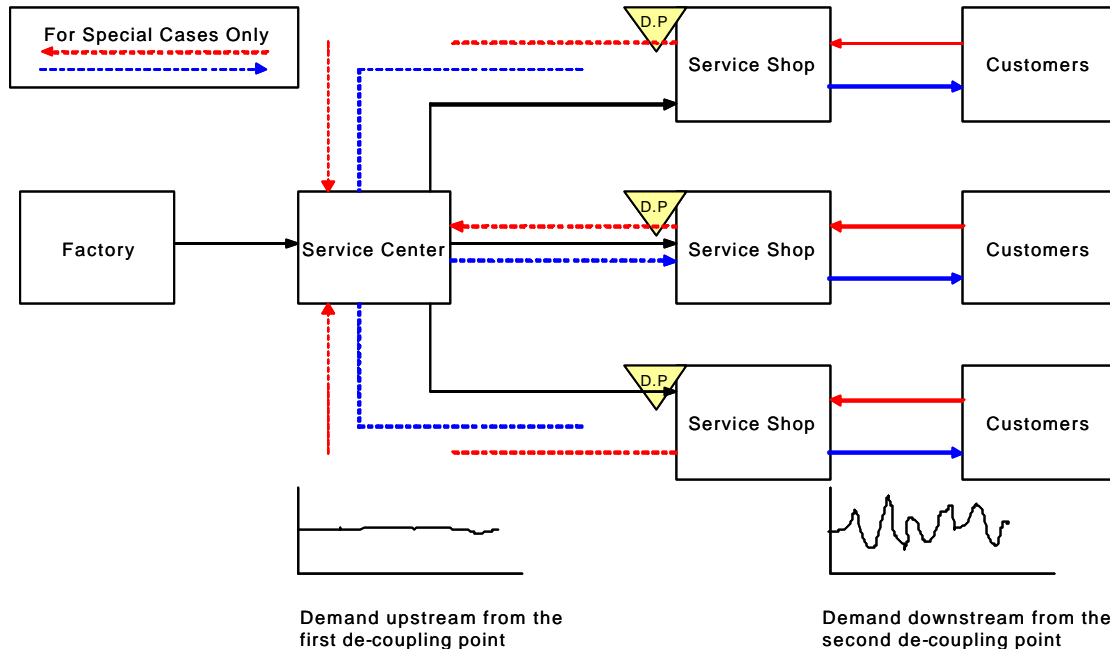 For Special Cases Only
D.P
Service Shop
Customers
Factory
Service Center
D.P
Service Shop
Customers
D.P
Service Shop
Customers
Demand upstream from the
first de-coupling point
Demand downstream from the
second de-coupling point